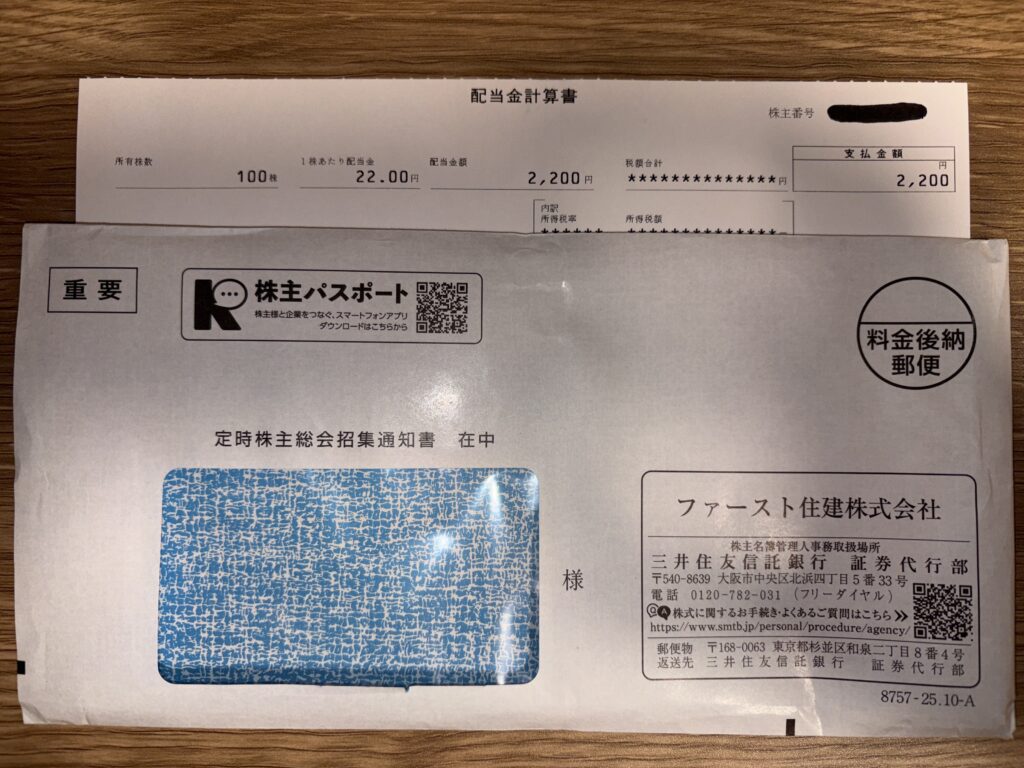 配当金計算書
株主番号
所有株数
100株
1株あたり配当金
22.00円
配当金額
2,200円
税額合計
**************円
支払金額
円
2,200
内訳
所得税率
所得税額
重要
株主パスポート
株主様と企業をつなぐ、スマートフォンアプリ
ダウンロードはこちらから
料金後納
郵便
定時株主総会招集通知書 在中
様
ファースト住建株式会社
株主名簿管理人事務取扱場所
三井住友信託銀行 証券代行部
〒540-8639 大阪市中央区北浜四丁目5番33号
電話 0120-782-031 (フリーダイヤル)
QA 株式に関するお手続き・よくあるご質問はこちら
https://www.smtb.jp/personal/procedure/agency/
郵便物 〒168-0063 東京都杉並区和泉二丁目8番4号
返送先 三井住友信託銀行 証券代行部
8757-25.10-A